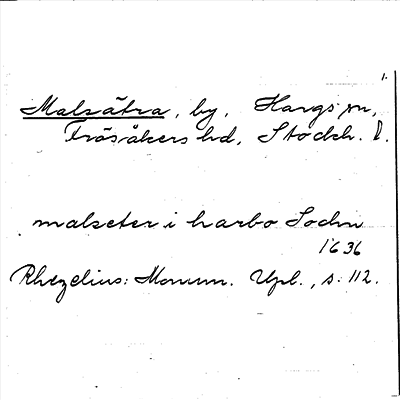 1.
Malsätra, by, Hargs sn,
Frösåkers hd, Stockh. l.
malseter i harbo Sochn
1636
Rhezelius: Monum. Upl., s. 112.